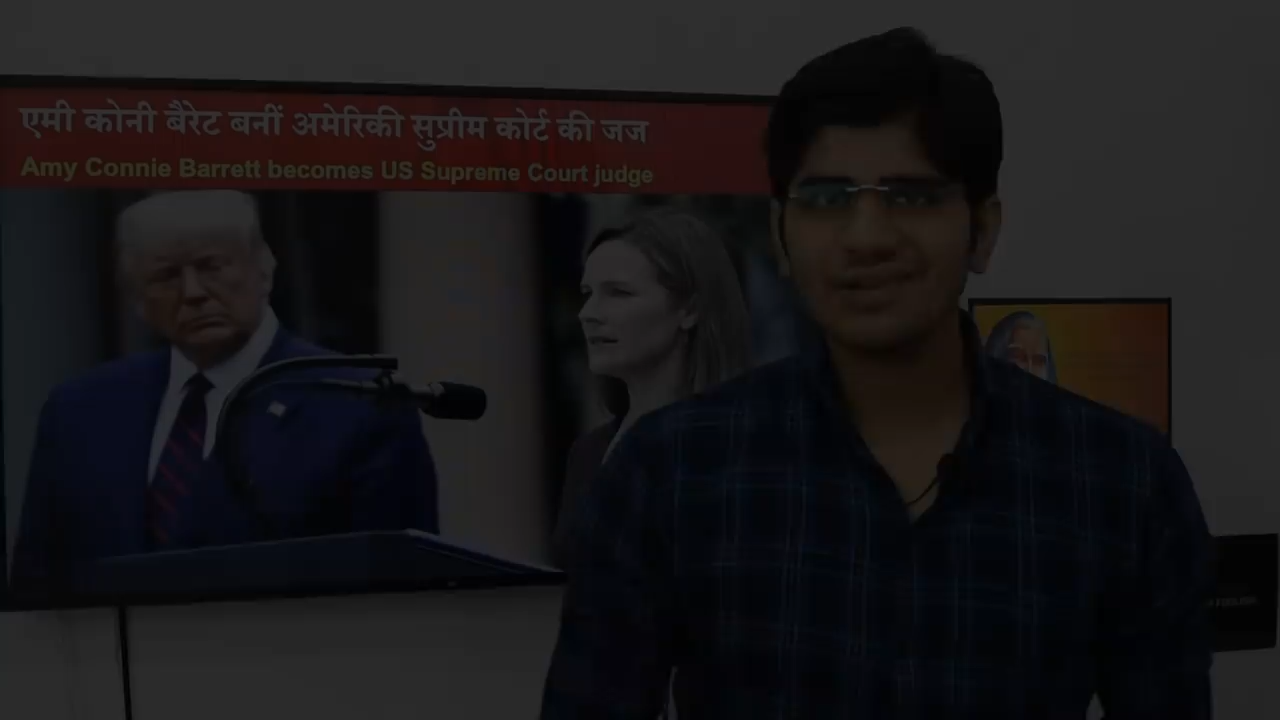 एमी कोनी बैरेट बनीं अमेरिकी सुप्रीम कोर्ट की जज
Amy Connie Barrett becomes US Supreme Court judge